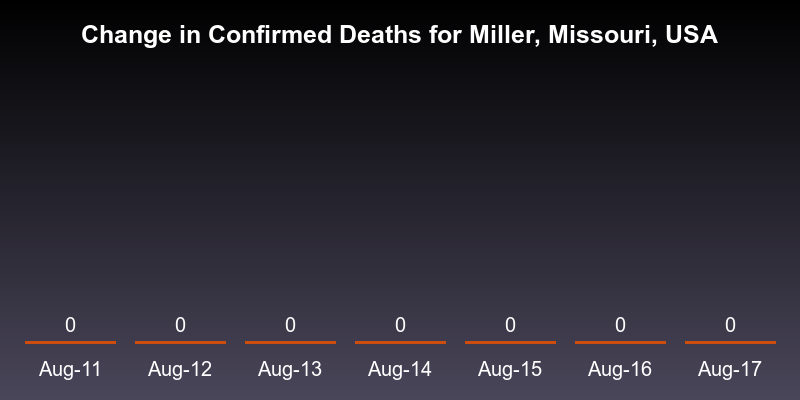 Change in Confirmed Deaths for Miller, Missouri, USA
0 0 0 0 0 0 0
Aug-11 Aug-12 Aug-13 Aug-14 Aug-15 Aug-16 Aug-17